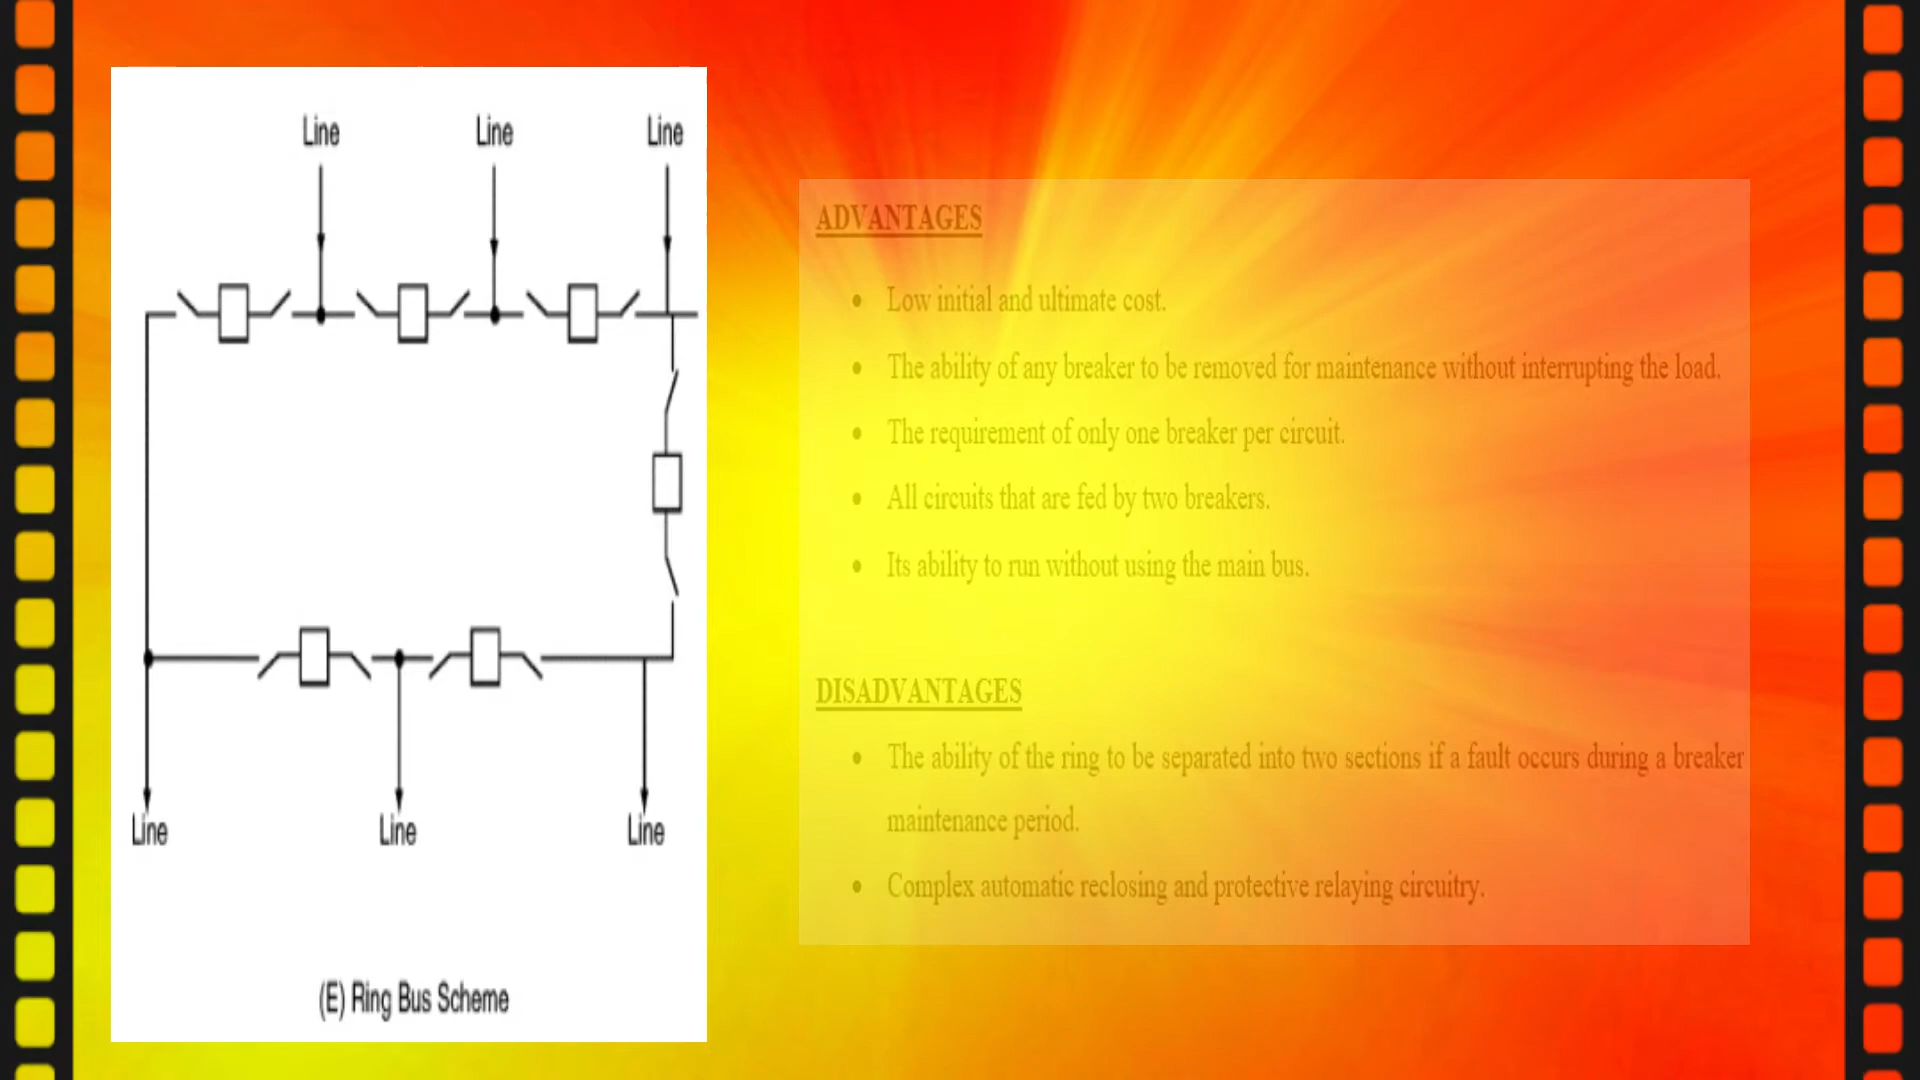 Line Line Line
Line Line Line
(E) Ring Bus Scheme
ADVANTAGES
• Low initial and ultimate cost.
• The ability of any breaker to be removed for maintenance without interrupting the load.
• The requirement of only one breaker per circuit.
• All circuits that are fed by two breakers.
• Its ability to run without using the main bus.
DISADVANTAGES
• The ability of the ring to be separated into two sections if a fault occurs during a breaker
maintenance period.
• Complex automatic reclosing and protective relaying circuitry.